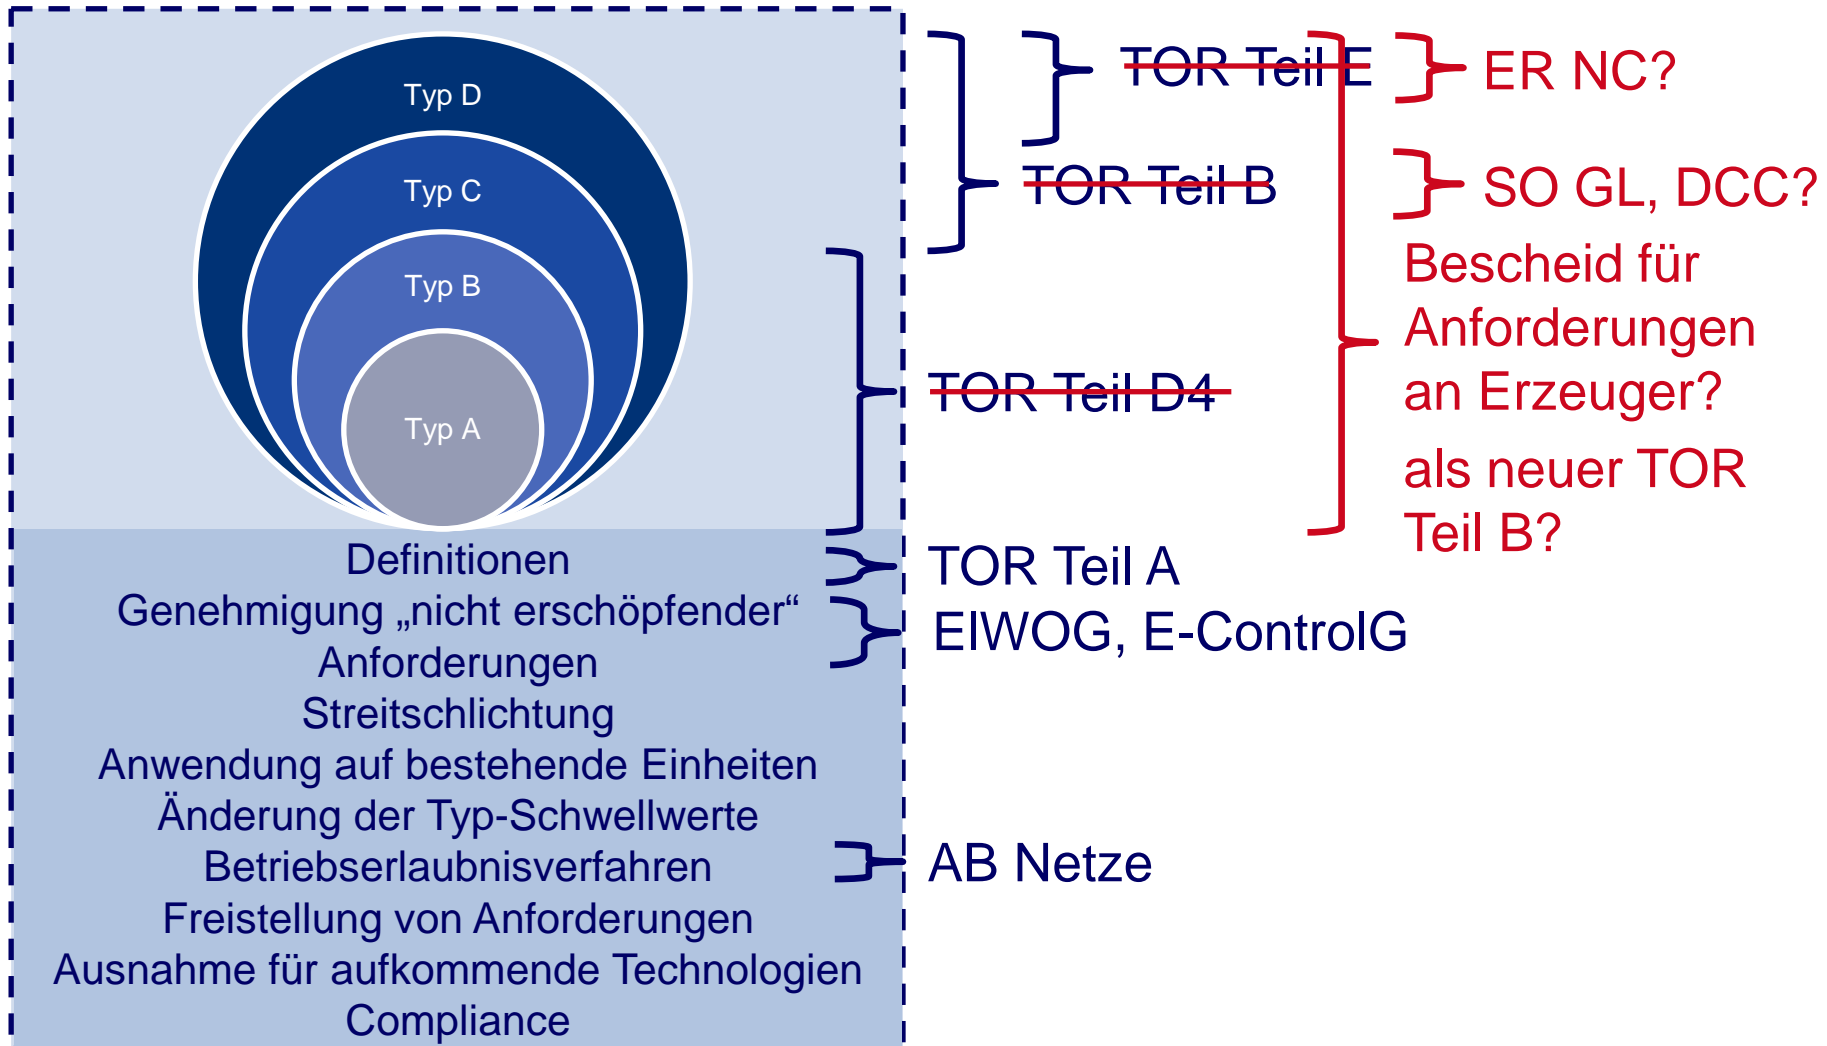 Typ D
Typ C
Typ B
Typ A
TOR Teil E
TOR Teil B
TOR Teil D4
ER NC?
SO GL, DCC?
Bescheid für
Anforderungen
an Erzeuger?
als neuer TOR
Teil B?
Definitionen
TOR Teil A
Genehmigung „nicht erschöpfender“
Anforderungen
ElWOG, E-ControlG
Streitschlichtung
Anwendung auf bestehende Einheiten
Änderung der Typ-Schwellwerte
Betriebserlaubnisverfahren
AB Netze
Freistellung von Anforderungen
Ausnahme für aufkommende Technologien
Compliance